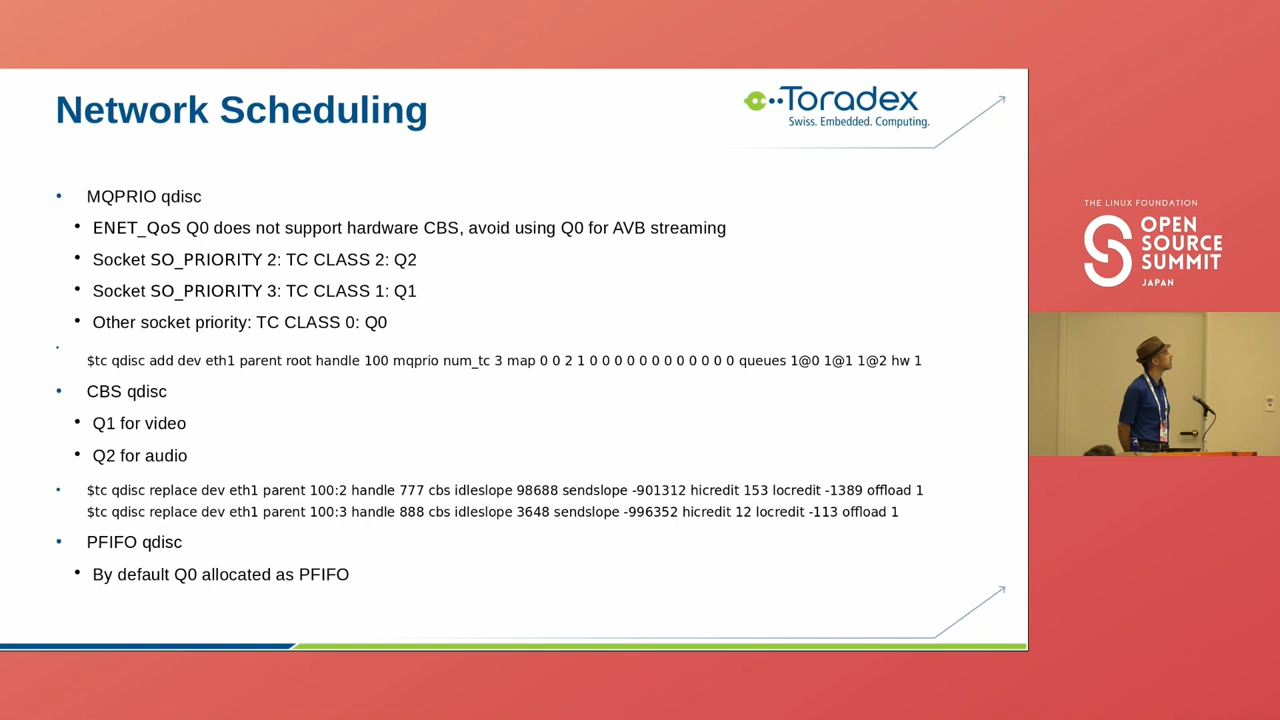 Network Scheduling
Toradex
Swiss. Embedded. Computing.
• MQPRIO qdisc
• ENET_QoS Q0 does not support hardware CBS, avoid using Q0 for AVB streaming
• Socket SO_PRIORITY 2: TC CLASS 2: Q2
• Socket SO_PRIORITY 3: TC CLASS 1: Q1
• Other socket priority: TC CLASS 0: Q0
• $tc qdisc add dev eth1 parent root handle 100 mqprio num_tc 3 map 0 0 2 1 0 0 0 0 0 0 0 0 0 0 0 0 queues 1@0 1@1 1@2 hw 1
• CBS qdisc
• Q1 for video
• Q2 for audio
• $tc qdisc replace dev eth1 parent 100:2 handle 777 cbs idleslope 98688 sendslope -901312 hicredit 153 locredit -1389 offload 1
$tc qdisc replace dev eth1 parent 100:3 handle 888 cbs idleslope 3648 sendslope -996352 hicredit 12 locredit -113 offload 1
• PFIFO qdisc
• By default Q0 allocated as PFIFO
THE LINUX FOUNDATION
OPEN
SOURCE
SUMMIT
JAPAN